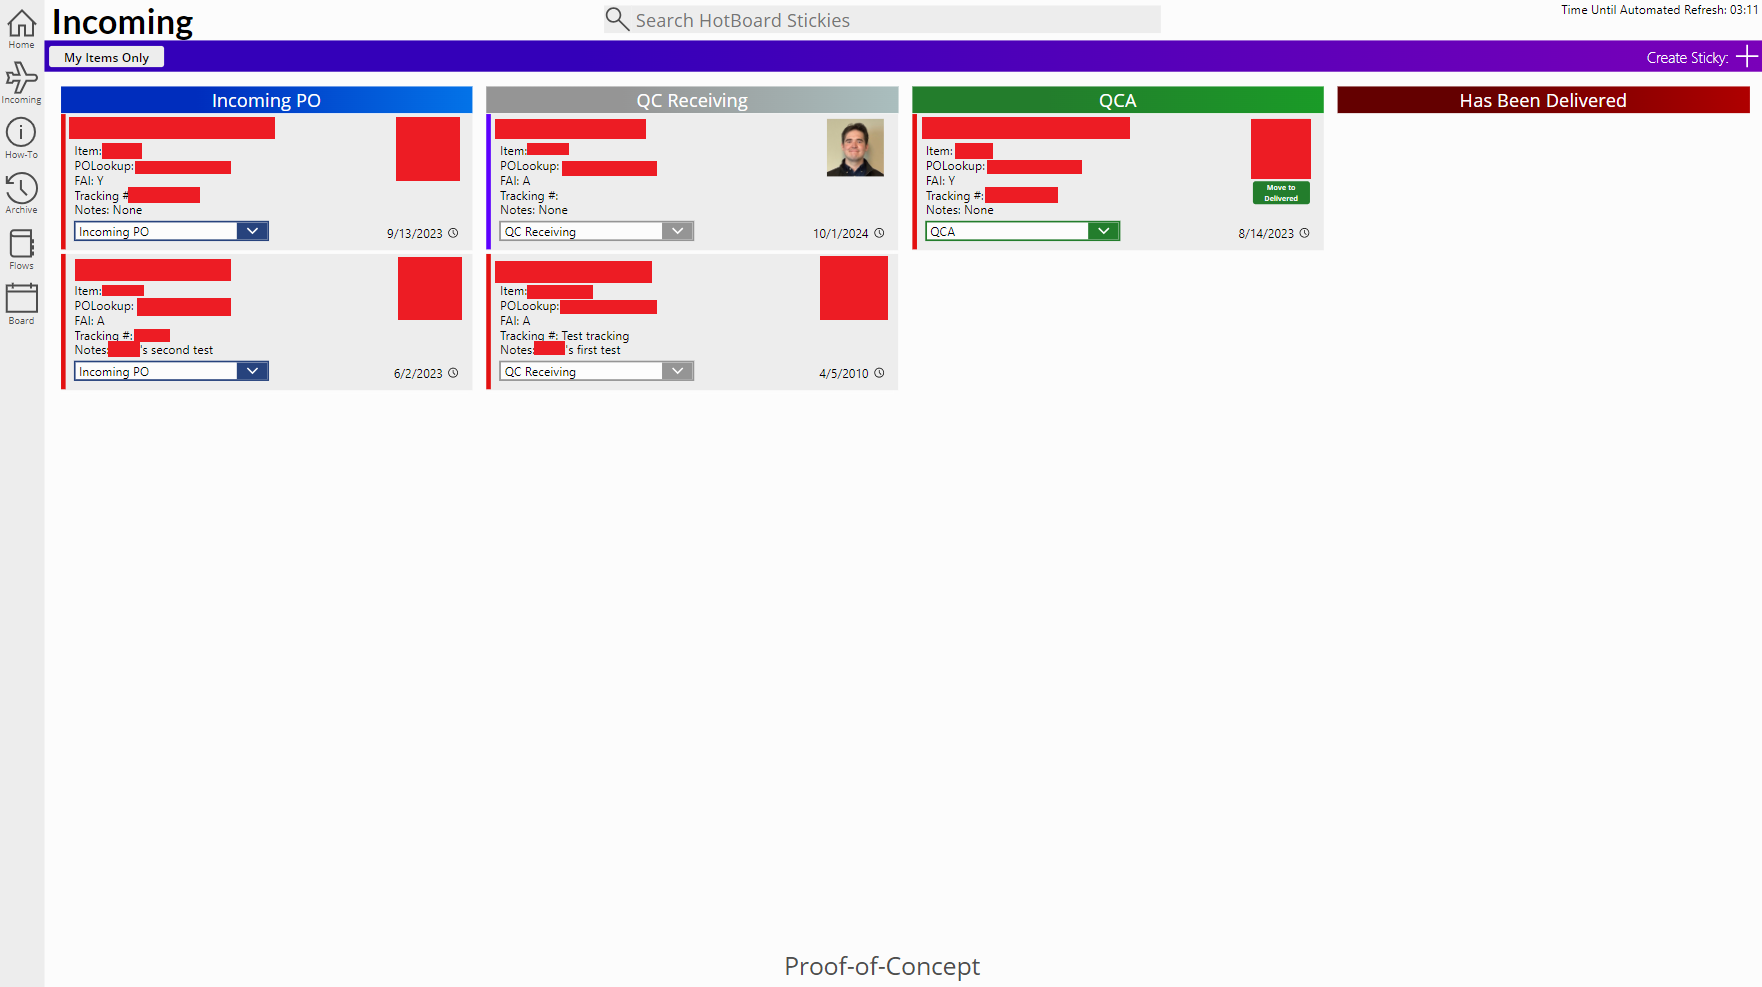 Incoming
Search HotBoard Stickies
Time Until Automated Refresh: 03:11
Home
Incoming
How-To
Archive
Flows
Board
My Items Only
Create Sticky:
Incoming PO
Item:
POLookup:
FAI: Y
Tracking #
Notes: None
Incoming PO
9/13/2023
Item:
POLookup:
FAI: A
Tracking #:
Notes: 's second test
Incoming PO
6/2/2023
QC Receiving
Item:
POLookup:
FAI: A
Tracking #:
Notes: None
QC Receiving
10/1/2024
Item:
POLookup:
FAI: A
Tracking #: Test tracking
Notes: 's first test
QC Receiving
4/5/2010
QCA
Item:
POLookup:
FAI: Y
Tracking #:
Notes: None
Move to
Delivered
QCA
8/14/2023
Has Been Delivered
Proof-of-Concept